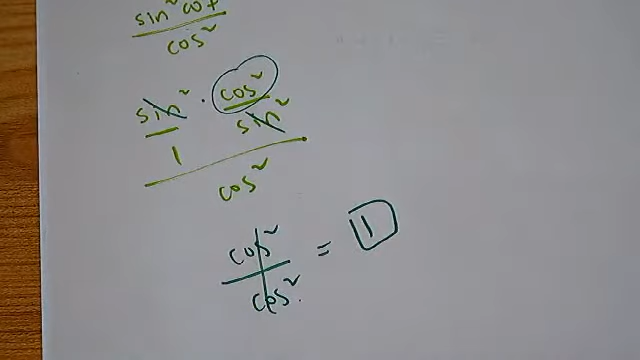 sin² cot
cos²
sin² · cos²
1 sin²
cos²
cos² = 1
cos²